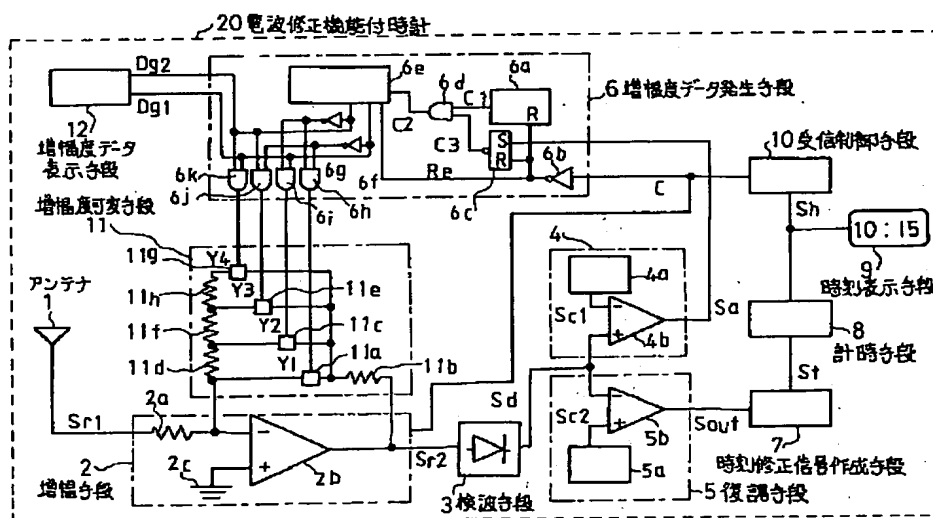 20電波修正機能付時計
Dg2
Dg1
12
増幅度データ
表示手段
6e
6d
C1
6a
R
C2
C3
S
R
6c
6b
Re
6増幅度データ発生手段
6k
6j
6i
6h
6g
6f
C
10受信制御手段
Sh
10:15
9
時刻表示手段
8
計時手段
St
7
時刻修正信号作成手段
増幅度可変手段
11
11g
Y4
Y3
11h
11e
Y2
11f
11c
Y1
11a
11d
11b
アンテナ
1
Sr1
2a
2
増幅手段
2c
−
+
2b
Sr2
3検波手段
Sd
4
4a
Sc1
−
+
4b
Sa
Sc2
−
+
5b
5a
Sout
5復調手段